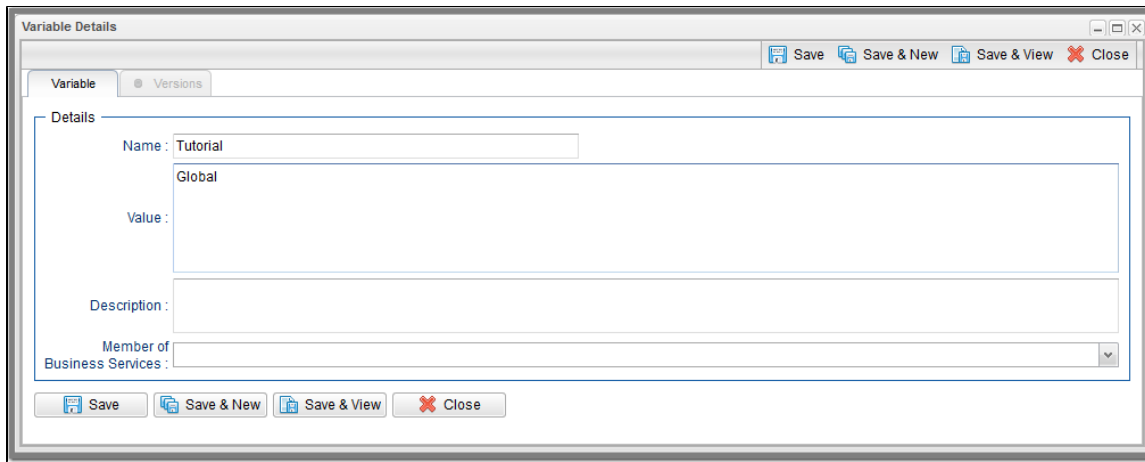 Variable Details
Save Save & New Save & View Close
Variable Versions
Details
Name : Tutorial
Global
Value :
Description :
Member of
Business Services :
Save Save & New Save & View Close